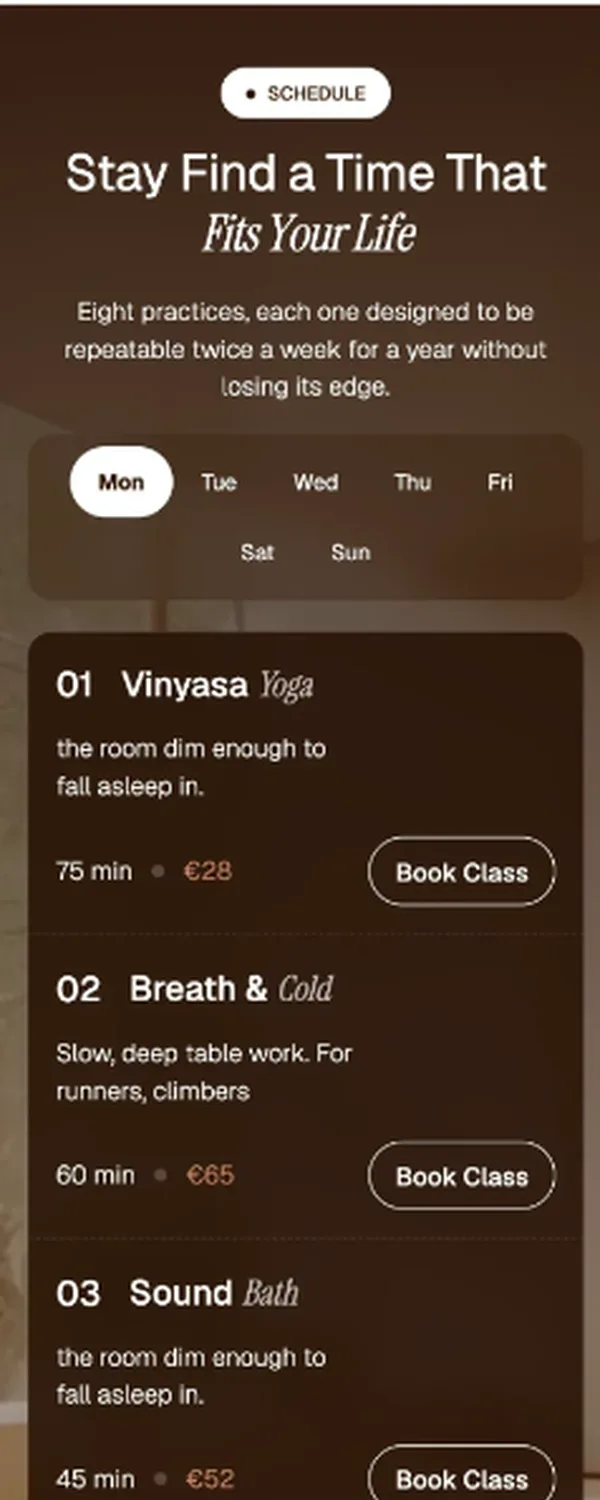 SCHEDULE
Stay Find a Time That
Fits Your Life
Eight practices, each one designed to be
repeatable twice a week for a year without
losing its edge.
Mon Tue Wed Thu Fri
Sat Sun
01 Vinyasa Yoga
the room dim enough to
fall asleep in.
75 min €28 Book Class
02 Breath & Cold
Slow, deep table work. For
runners, climbers
60 min €65 Book Class
03 Sound Bath
the room dim enough to
fall asleep in.
45 min €52 Book Class